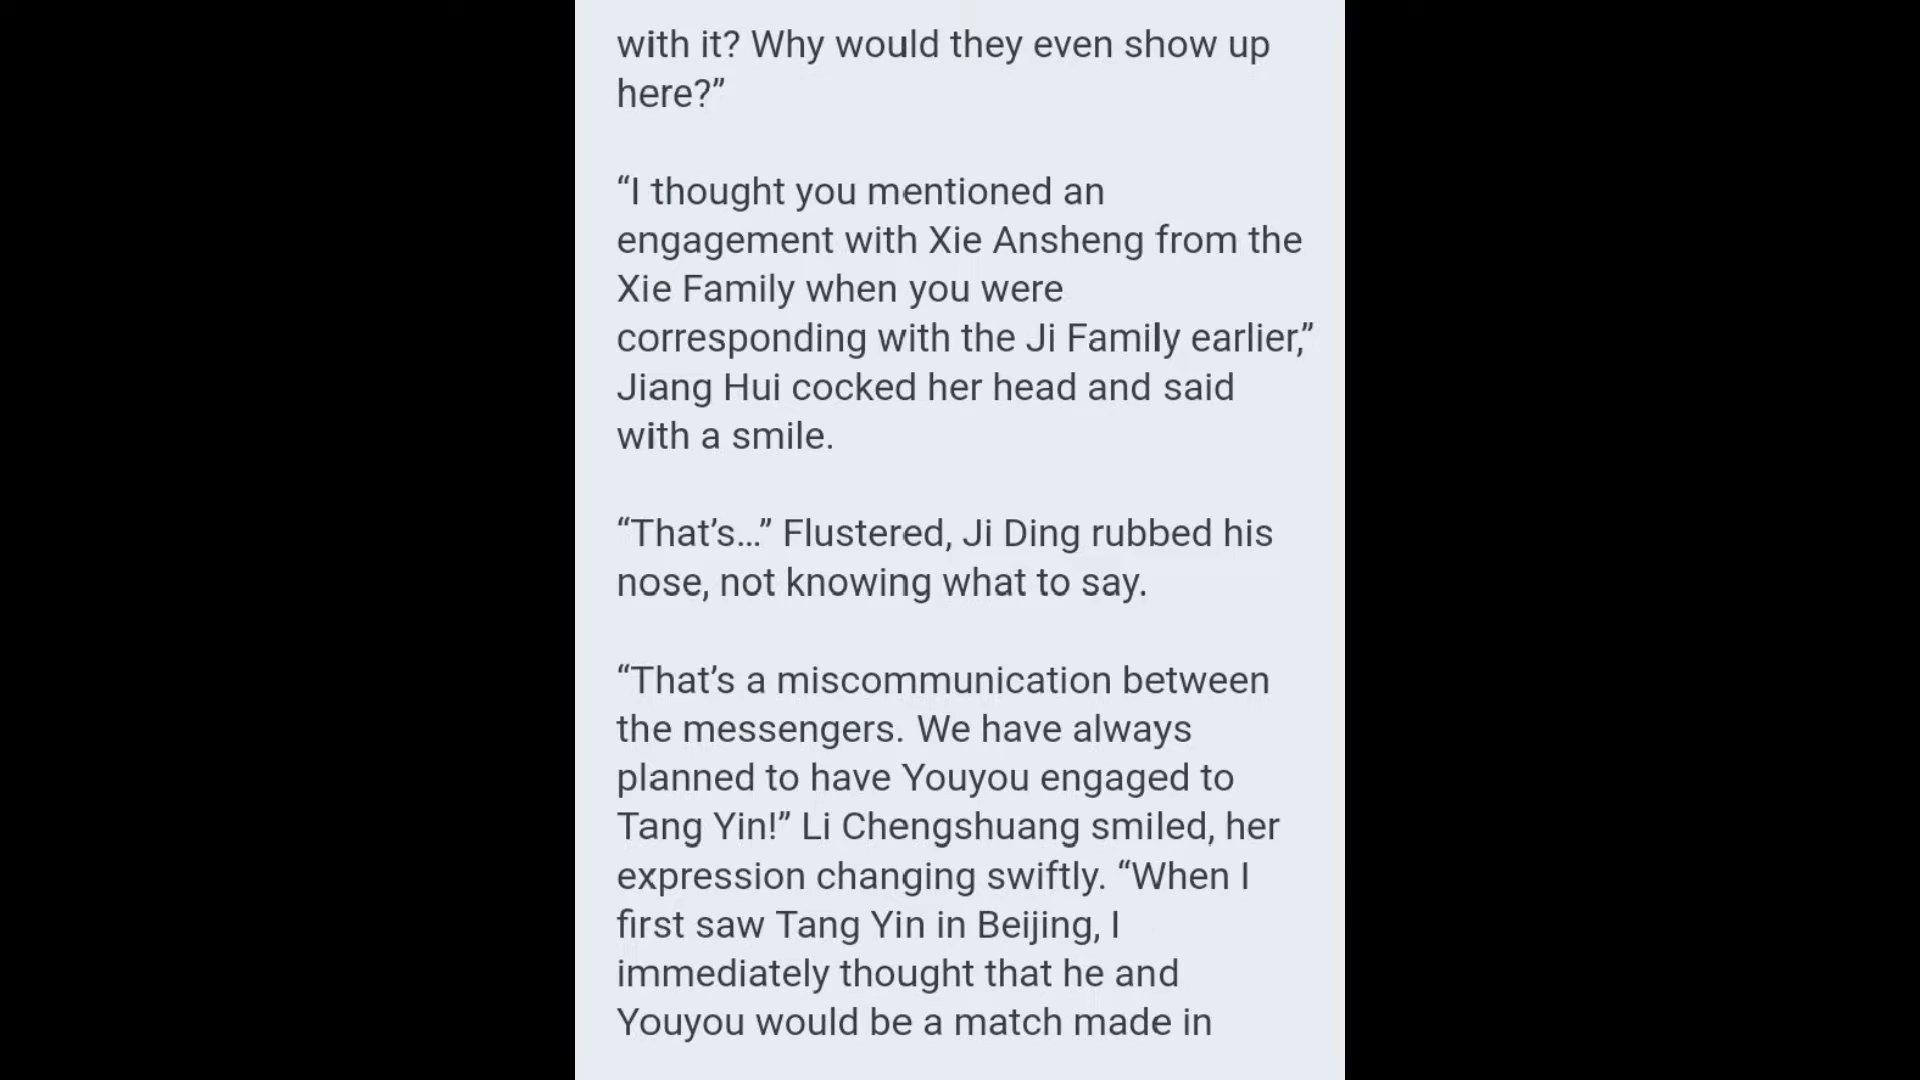 with it? Why would they even show up
here?”
“I thought you mentioned an
engagement with Xie Ansheng from the
Xie Family when you were
corresponding with the Ji Family earlier,”
Jiang Hui cocked her head and said
with a smile.
“That’s…” Flustered, Ji Ding rubbed his
nose, not knowing what to say.
“That’s a miscommunication between
the messengers. We have always
planned to have Youyou engaged to
Tang Yin!” Li Chengshuang smiled, her
expression changing swiftly. “When I
first saw Tang Yin in Beijing, I
immediately thought that he and
Youyou would be a match made in